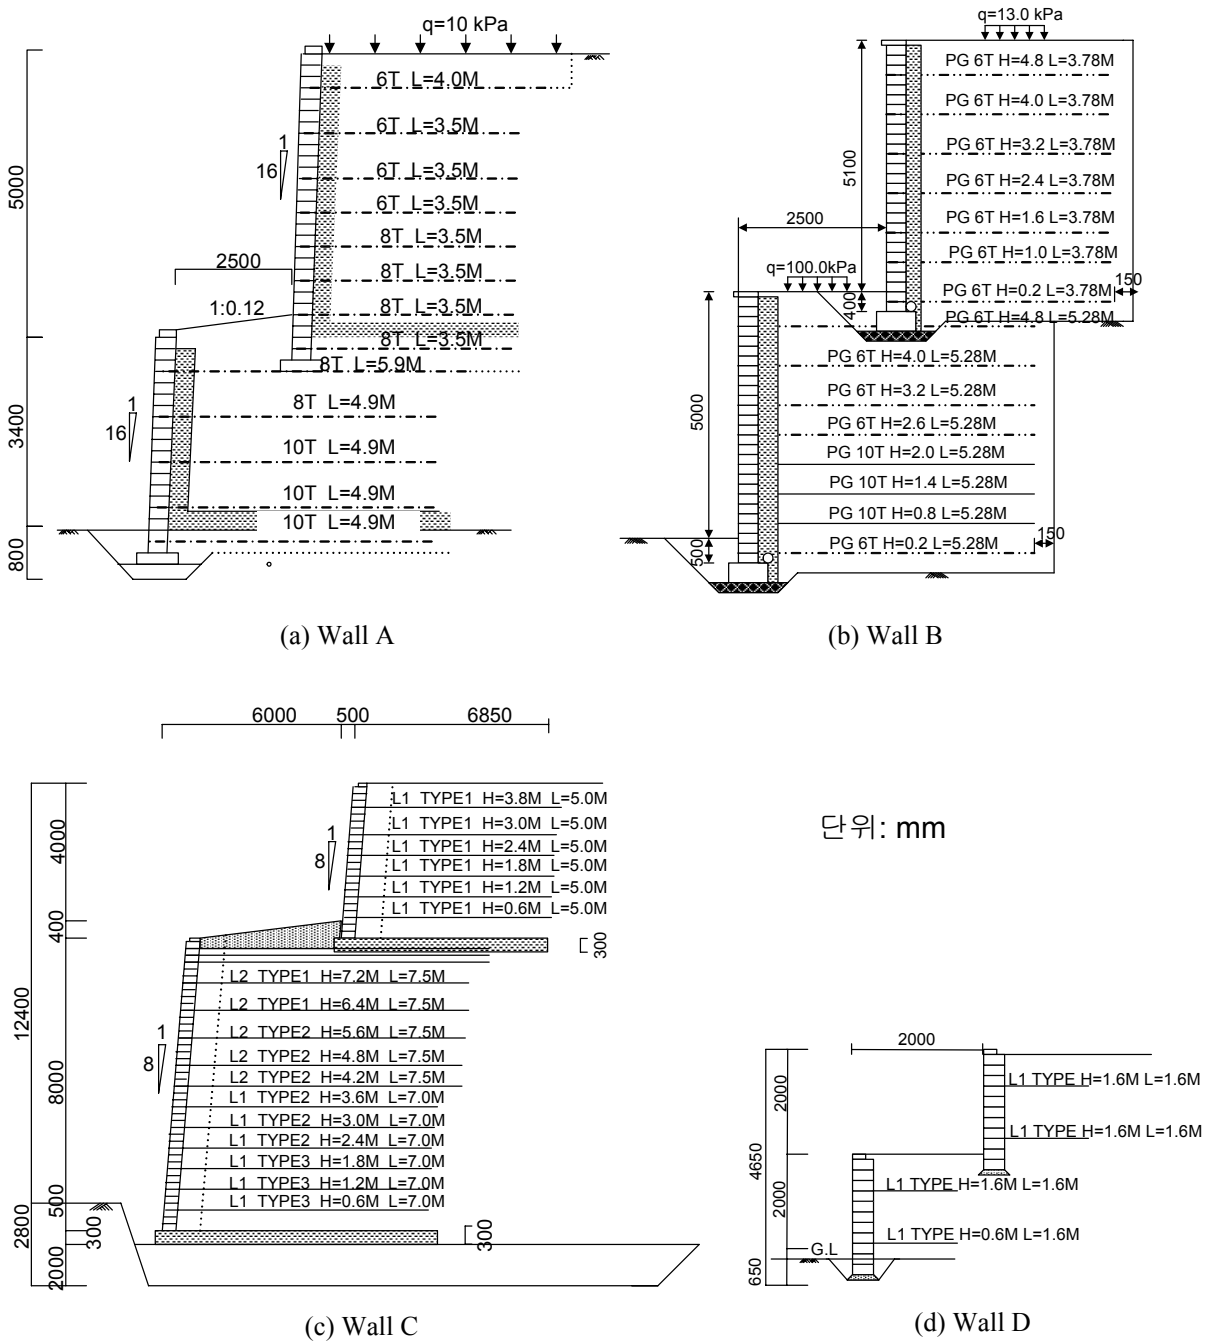 q=10 kPa
6T L=4.0M
6T L=3.5M
6T L=3.5M
6T L=3.5M
8T L=3.5M
8T L=3.5M
8T L=3.5M
8T L=3.5M
8T L=5.9M
8T L=4.9M
10T L=4.9M
10T L=4.9M
10T L=4.9M
1
16
2500
1:0.12
1
16
5000
3400
800
(a) Wall A
q=13.0 kPa
PG 6T H=4.8 L=3.78M
PG 6T H=4.0 L=3.78M
PG 6T H=3.2 L=3.78M
PG 6T H=2.4 L=3.78M
PG 6T H=1.6 L=3.78M
PG 6T H=1.0 L=3.78M
PG 6T H=0.2 L=3.78M
150
5100
2500
q=100.0kPa
400
PG 6T H=4.8 L=5.28M
PG 6T H=4.0 L=5.28M
PG 6T H=3.2 L=5.28M
PG 6T H=2.6 L=5.28M
PG 10T H=2.0 L=5.28M
PG 10T H=1.4 L=5.28M
PG 10T H=0.8 L=5.28M
PG 6T H=0.2 L=5.28M
150
5000
500
(b) Wall B
6000 500 6850
L1 TYPE1 H=3.8M L=5.0M
L1 TYPE1 H=3.0M L=5.0M
L1 TYPE1 H=2.4M L=5.0M
L1 TYPE1 H=1.8M L=5.0M
L1 TYPE1 H=1.2M L=5.0M
L1 TYPE1 H=0.6M L=5.0M
1
8
300
L2 TYPE1 H=7.2M L=7.5M
L2 TYPE1 H=6.4M L=7.5M
L2 TYPE2 H=5.6M L=7.5M
L2 TYPE2 H=4.8M L=7.5M
L2 TYPE2 H=4.2M L=7.5M
L1 TYPE2 H=3.6M L=7.0M
L1 TYPE2 H=3.0M L=7.0M
L1 TYPE2 H=2.4M L=7.0M
L1 TYPE3 H=1.8M L=7.0M
L1 TYPE3 H=1.2M L=7.0M
L1 TYPE3 H=0.6M L=7.0M
1
8
300
4000
400
12400
8000
500
2800
300
2000
(c) Wall C
단위: mm
2000
L1 TYPE H=1.6M L=1.6M
L1 TYPE H=1.6M L=1.6M
L1 TYPE H=1.6M L=1.6M
L1 TYPE H=0.6M L=1.6M
2000
4650
2000
650
G.L
(d) Wall D